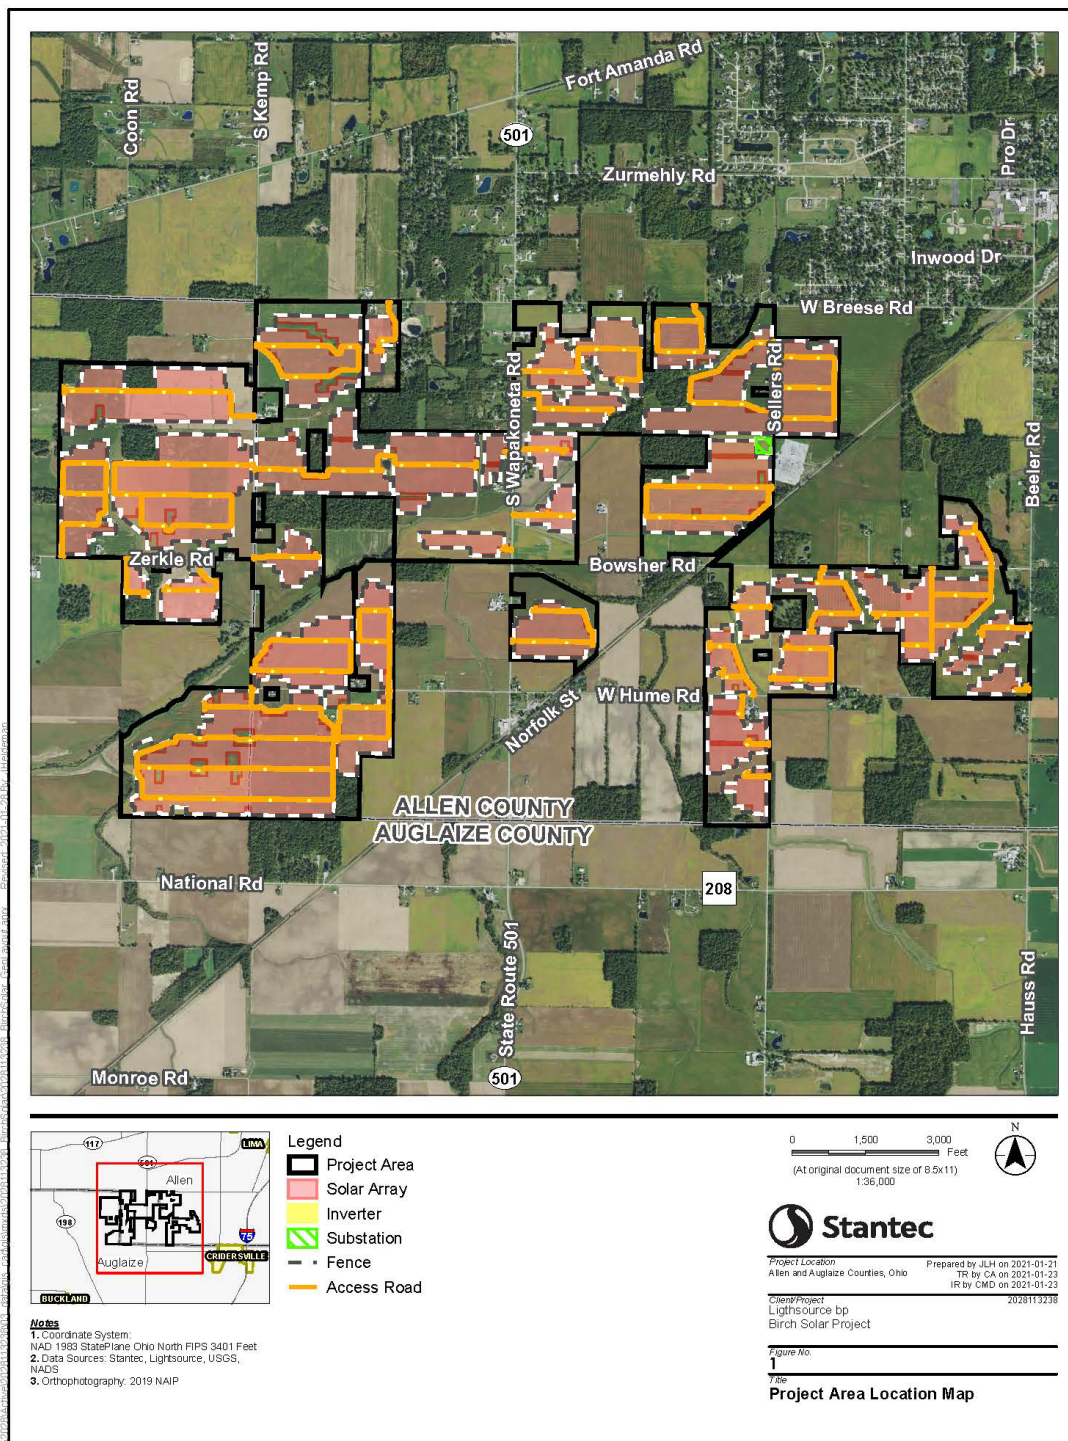 Coon Rd
S Kemp Rd
Fort Amanda Rd
501
Zurmehly Rd
Pro Dr
Inwood Dr
W Breese Rd
S Wapakoneta Rd
Sellers Rd
Beeler Rd
Zerkle Rd
Bowsher Rd
W Hume Rd
Norfolk St
ALLEN COUNTY
AUGLAIZE COUNTY
National Rd
208
State Route 501
Hauss Rd
Monroe Rd
501
117
LIMA
501
Allen
198
75
Auglaize
CRIDERSVILLE
BUCKLAND
Legend
Project Area
Solar Array
Inverter
Substation
Fence
Access Road
0 1,500 3,000
Feet
(At original document size of 8.5x11)
1:36,000
N
Stantec
Project Location
Allen and Auglaize Counties, Ohio
Prepared by JLH on 2021-01-21
TR by CA on 2021-01-23
IR by CMD on 2021-01-23
Client/Project
2028113238
Ligthsource bp
Birch Solar Project
Figure No.
1
Title
Project Area Location Map
Notes
1. Coordinate System:
NAD 1983 StatePlane Ohio North FIPS 3401 Feet
2. Data Sources: Stantec, Lightsource, USGS,
NADS
3. Orthophotography: 2019 NAIP